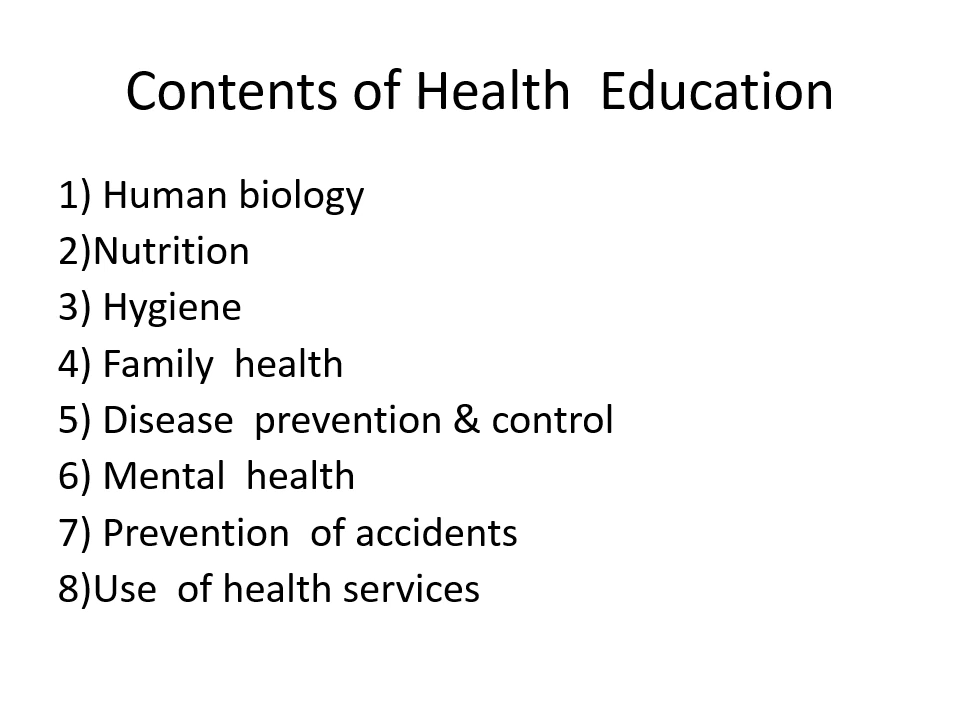 Contents of Health  Education
1) Human biology
2)Nutrition
3) Hygiene
4) Family  health
5) Disease  prevention & control
6) Mental  health
7) Prevention  of accidents
8)Use  of health services